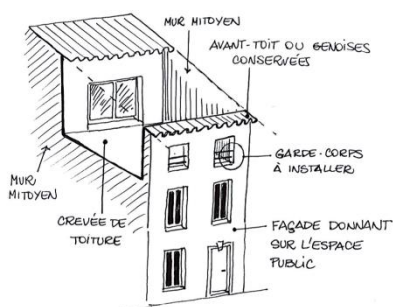 MUR MITOYEN
AVANT-TOIT OU GENOISES
CONSERVÉES
GARDE-CORPS
À INSTALLER
MUR
MITOYEN
CREVÉE DE
TOITURE
FAÇADE DONNANT
SUR L'ESPACE
PUBLIC